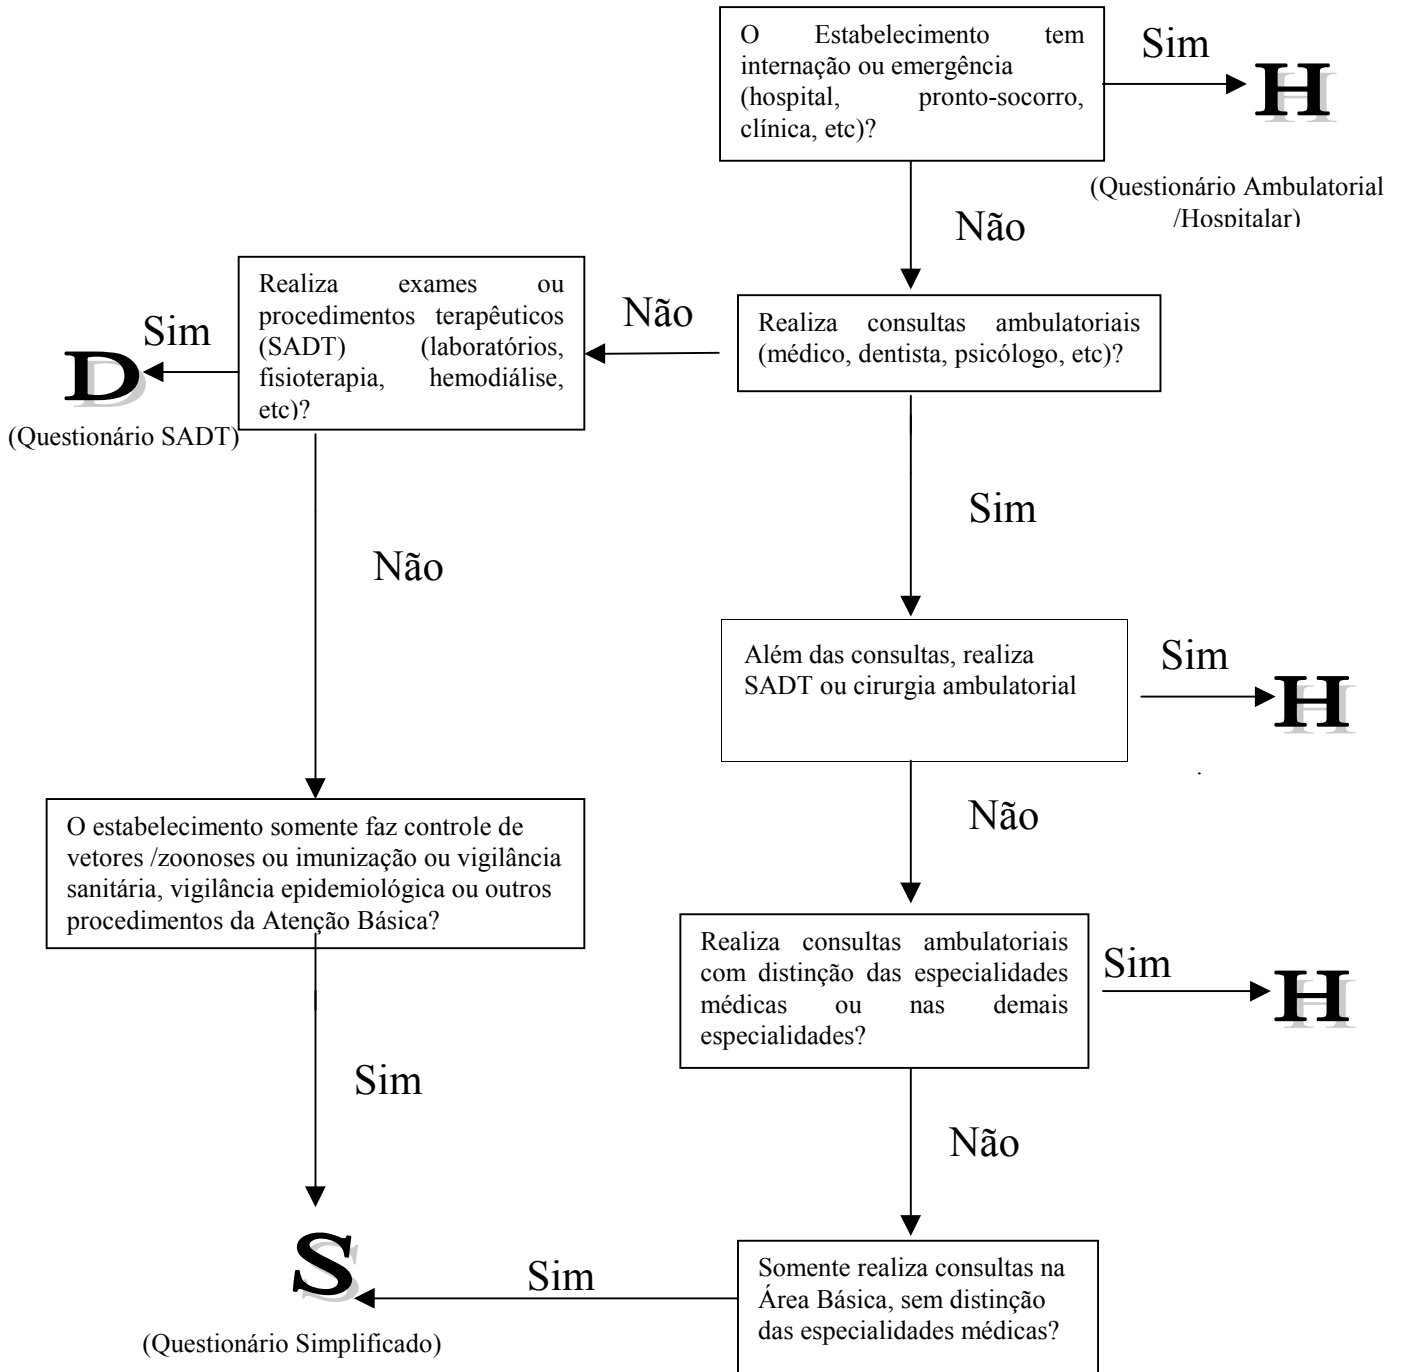 O Estabelecimento tem
internação ou emergência
(hospital, pronto-socorro,
clínica, etc)?
Sim
H
(Questionário Ambulatorial
/Hospitalar)
Não
Realiza exames ou
procedimentos terapêuticos
(SADT) (laboratórios,
fisioterapia, hemodiálise,
etc)?
Não
Realiza consultas ambulatoriais
(médico, dentista, psicólogo, etc)?
Sim
D
(Questionário SADT)
Sim
Não
Além das consultas, realiza
SADT ou cirurgia ambulatorial
Sim
H
.
Não
O estabelecimento somente faz controle de
vetores /zoonoses ou imunização ou vigilância
sanitária, vigilância epidemiológica ou outros
procedimentos da Atenção Básica?
Realiza consultas ambulatoriais
com distinção das especialidades
médicas ou nas demais
especialidades?
Sim
H
Sim
Não
S
(Questionário Simplificado)
Sim
Somente realiza consultas na
Área Básica, sem distinção
das especialidades médicas?